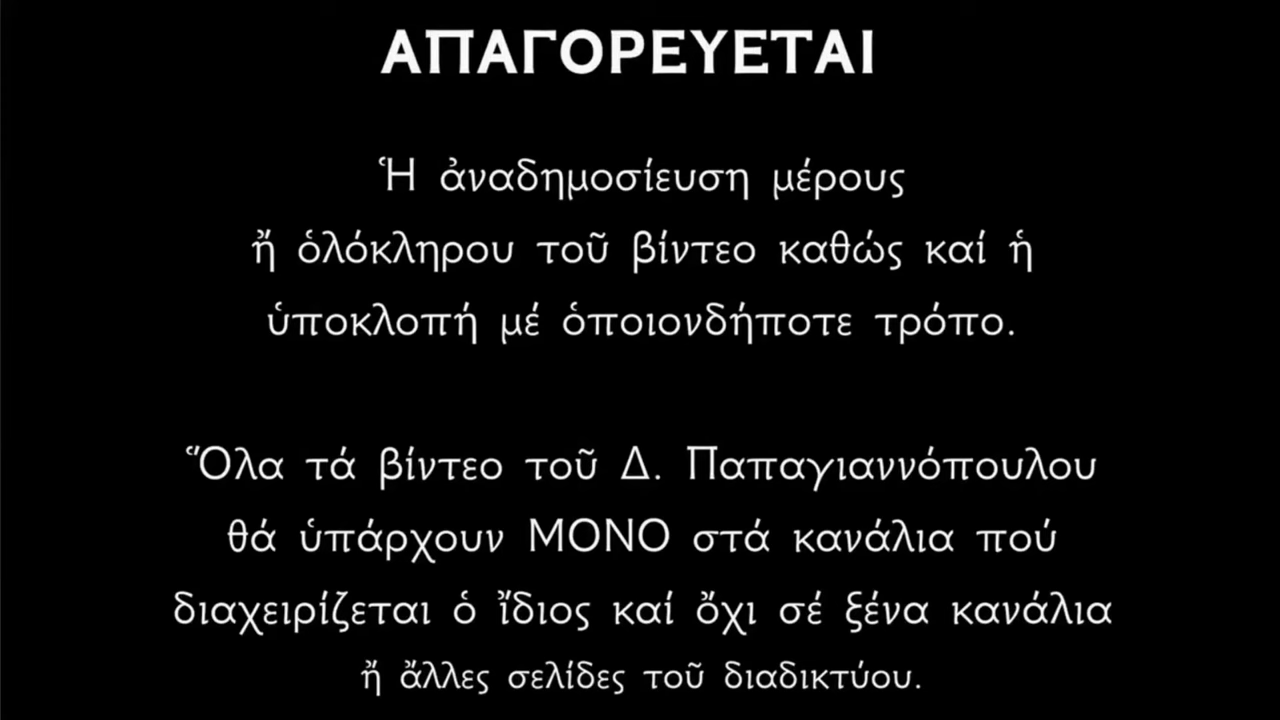 ΑΠΑΓΟΡΕΥΕΤΑΙ
Ἡ ἀναδημοσίευση μέρους
ἤ ὁλόκληρου τοῦ βίντεο καθώς καί ἡ
ὑποκλοπή μέ ὁποιονδήποτε τρόπο.
Ὅλα τά βίντεο τοῦ Δ. Παπαγιαννόπουλου
θά ὑπάρχουν ΜΟΝΟ στά κανάλια πού
διαχειρίζεται ὁ ἴδιος καί ὄχι σέ ξένα κανάλια
ἤ ἄλλες σελίδες τοῦ διαδικτύου.